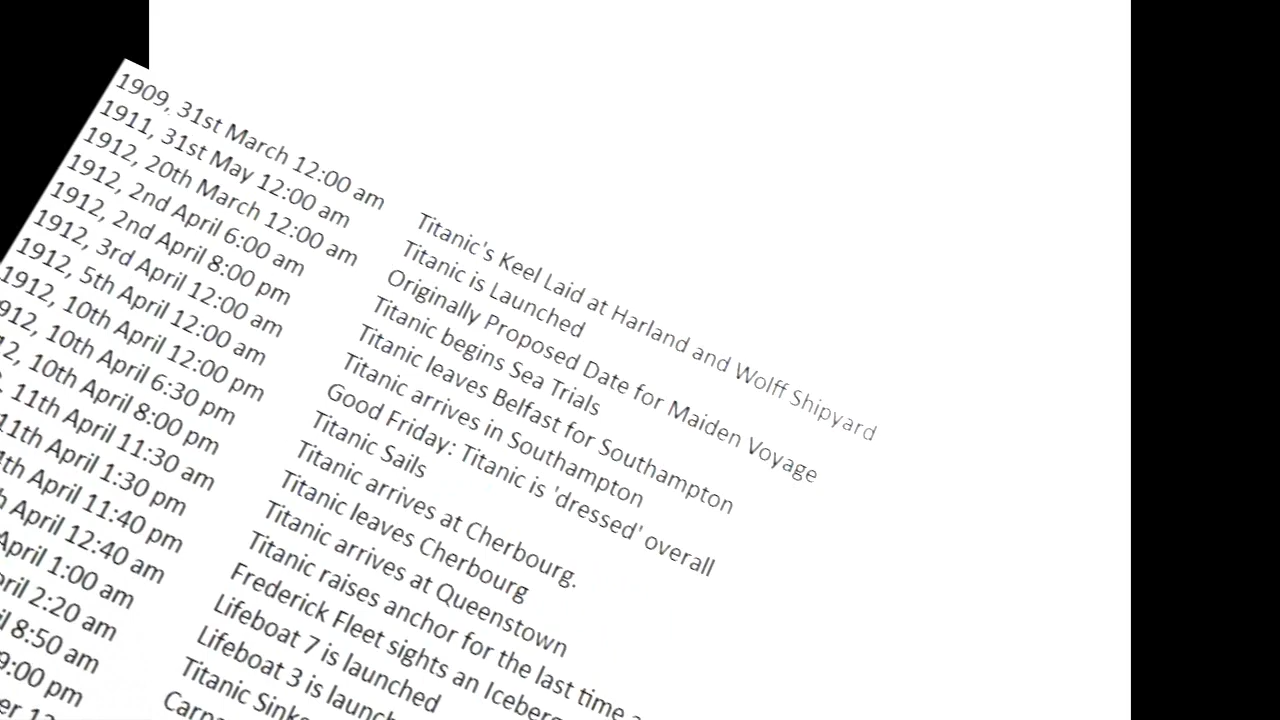 1909, 31st March 12:00 am Titanic's Keel Laid at Harland and Wolff Shipyard
1911, 31st May 12:00 am Titanic is Launched
1912, 20th March 12:00 am Originally Proposed Date for Maiden Voyage
1912, 2nd April 6:00 am Titanic begins Sea Trials
1912, 2nd April 8:00 pm Titanic leaves Belfast for Southampton
1912, 3rd April 12:00 am Titanic arrives in Southampton
1912, 5th April 12:00 am Good Friday: Titanic is 'dressed' overall
1912, 10th April 12:00 pm Titanic Sails
912, 10th April 6:30 pm Titanic arrives at Cherbourg.
10th April 8:00 pm Titanic leaves Cherbourg
11th April 11:30 am Titanic arrives at Queenstown
11th April 1:30 pm Titanic raises anchor for the last time
April 11:40 pm Frederick Fleet sights an Iceberg
April 12:40 am Lifeboat 7 is launched
April 1:00 am Lifeboat 3 is
2:20 am Titanic
8:50 am
9:00 pm